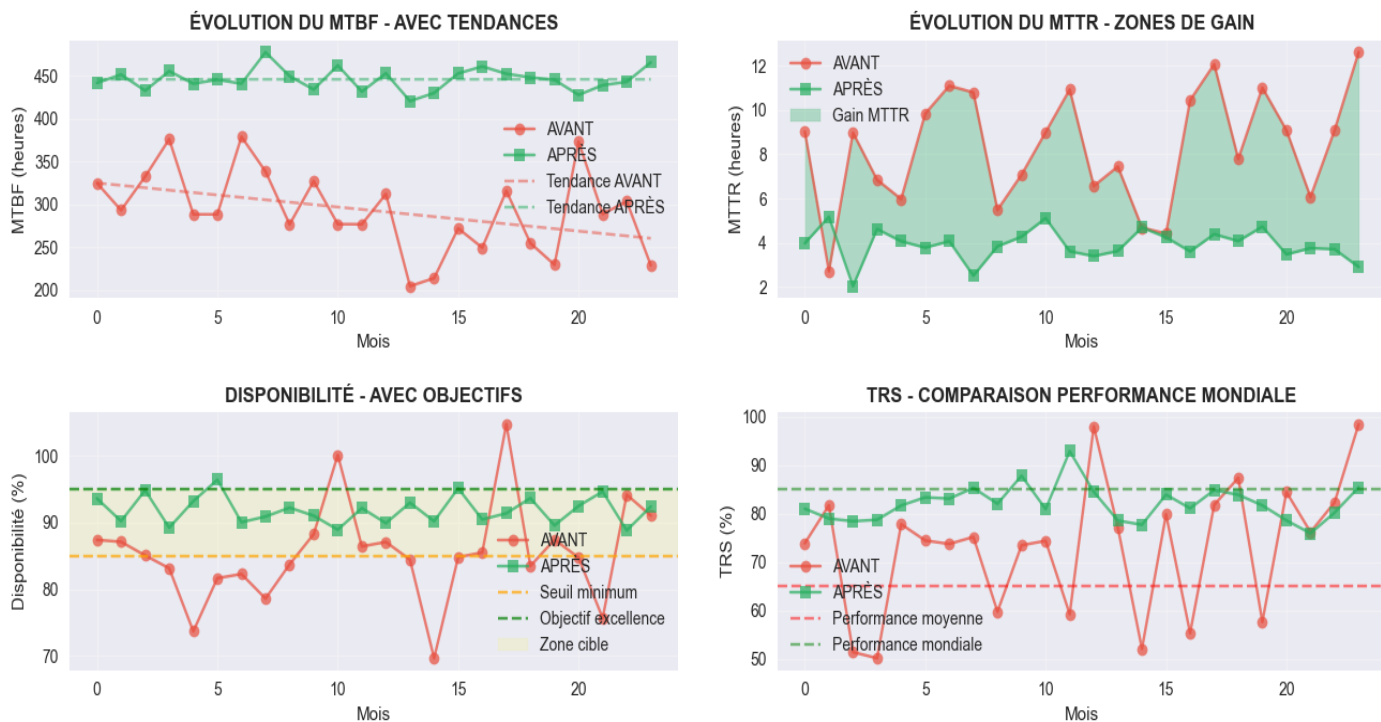 ÉVOLUTION DU MTBF - AVEC TENDANCES
MTBF (heures)
450
400
350
300
250
200
AVANT
APRÈS
Tendance AVANT
Tendance APRÈS
0 5 10 15 20
Mois
ÉVOLUTION DU MTTR - ZONES DE GAIN
MTTR (heures)
12
10
8
6
4
2
AVANT
APRÈS
Gain MTTR
0 5 10 15 20
Mois
DISPONIBILITÉ - AVEC OBJECTIFS
Disponibilité (%)
100
90
80
70
AVANT
APRÈS
Seuil minimum
Objectif excellence
Zone cible
0 5 10 15 20
Mois
TRS - COMPARAISON PERFORMANCE MONDIALE
TRS (%)
100
90
80
70
60
50
AVANT
APRÈS
Performance moyenne
Performance mondiale
0 5 10 15 20
Mois